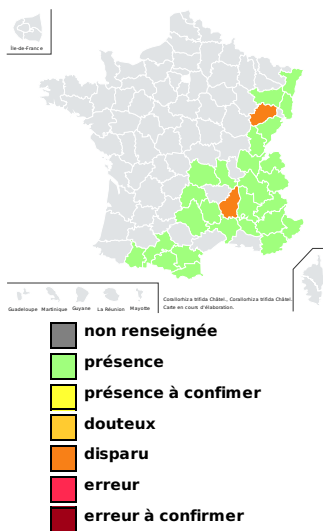 Île-de-France
Guadeloupe Martinique Guyane La Réunion Mayotte
Corallorhiza trifida Châtel., Corallorhiza trifida Châtel.
Carte en cours d'élaboration.
non renseignée
présence
présence à confimer
douteux
disparu
erreur
erreur à confirmer